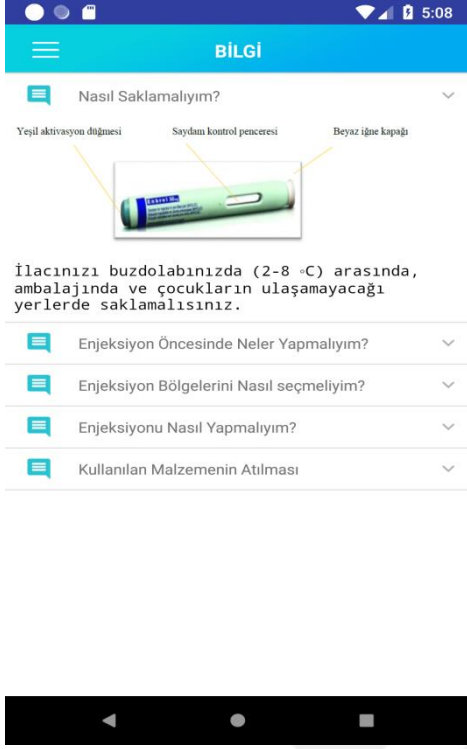 5:08
BİLGİ
Nasıl Saklamalıyım?
Yeşil aktivasyon düğmesi Saydam kontrol penceresi Beyaz iğne kapağı
İlacınızı buzdolabınızda (2-8 ◦C) arasında,
ambalajında ve çocukların ulaşamayacağı
yerlerde saklamalısınız.
Enjeksiyon Öncesinde Neler Yapmalıyım?
Enjeksiyon Bölgelerini Nasıl seçmeliyim?
Enjeksiyonu Nasıl Yapmalıyım?
Kullanılan Malzemenin Atılması